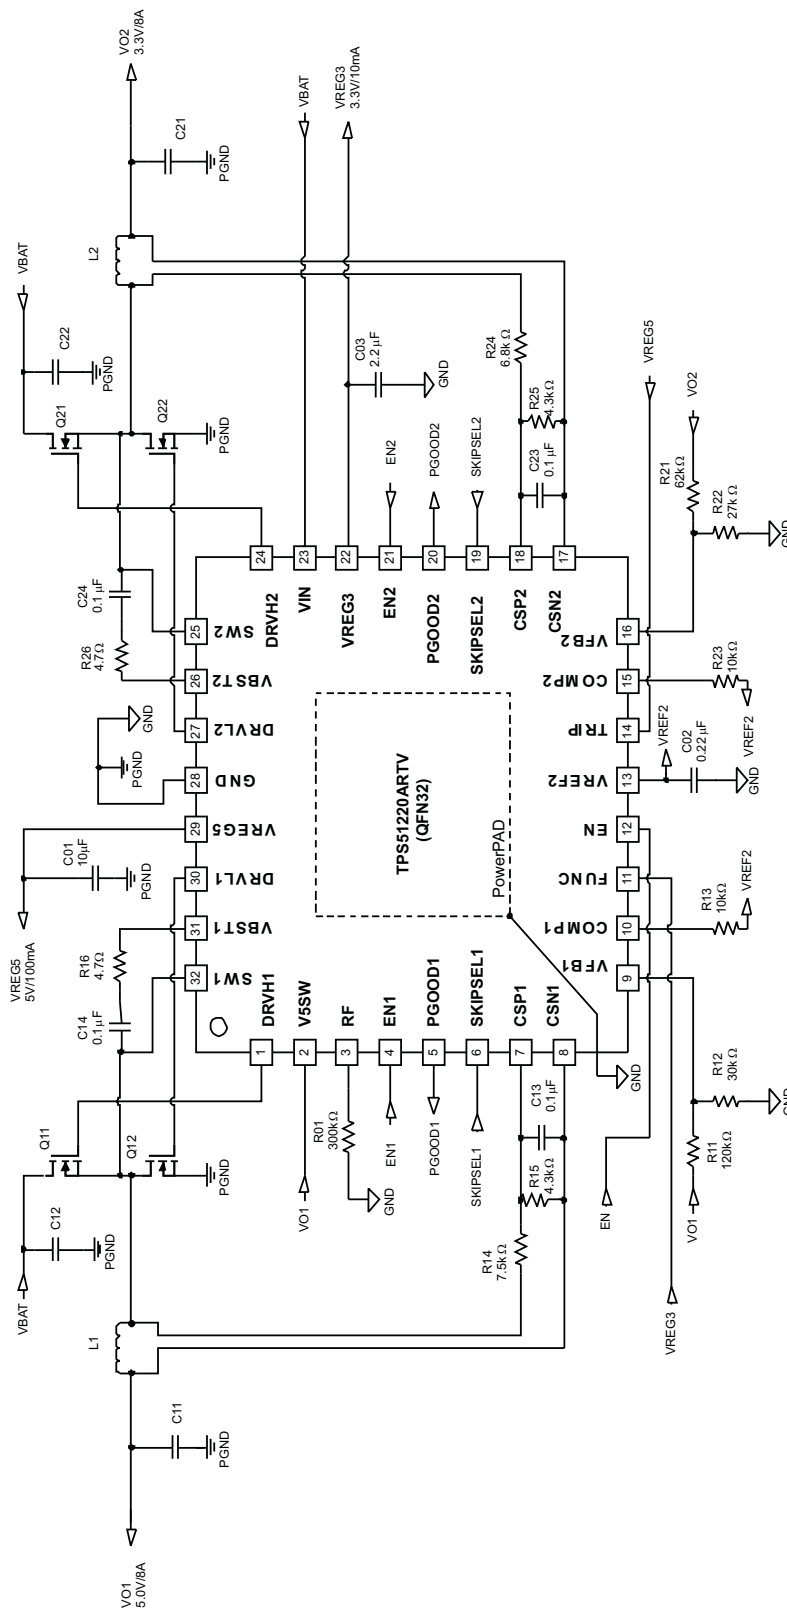 VO1
5.0V/8A
C11
PGND
L1
VBAT
C12
PGND
Q11
Q12
PGND
C14
0.1μF
R16
4.7Ω
VREG5
5V/100mA
C01
10μF
PGND
GND
PGND
R26
4.7Ω
C24
0.1 μF
Q21
Q22
PGND
C22
PGND
VBAT
L2
C21
PGND
VO2
3.3V/8A
32
31
30
29
28
27
26
25
SW1
VBST1
DRVL1
VREG5
GND
DRVL2
VBST2
SW2
1
DRVH1
2
V5SW
3
RF
4
EN1
5
PGOOD1
6
SKIPSEL1
7
CSP1
8
CSN1
VO1
R01
300kΩ
GND
EN1
PGOOD1
SKIPSEL1
R14
7.5kΩ
R15
4.3kΩ
C13
0.1μF
TPS51220ARTV
(QFN32)
PowerPAD
GND
24
DRVH2
23
VIN
22
VREG3
21
EN2
20
PGOOD2
19
SKIPSEL2
18
CSP2
17
CSN2
VBAT
VREG3
3.3V/10mA
C03
2.2 μF
GND
EN2
PGOOD2
SKIPSEL2
C23
0.1 μF
R25
4.3kΩ
R24
6.8kΩ
VFB1
COMP1
FUNC
EN
VREF2
TRIP
COMP2
VFB2
9
10
11
12
13
14
15
16
VREG3
EN
VO1
R11
120kΩ
R12
30kΩ
GND
R13
10kΩ
VREF2
VREF2
C02
0.22μF
GND
R23
10kΩ
VREF2
R22
27kΩ
GND
R21
62kΩ
VO2
VREG5